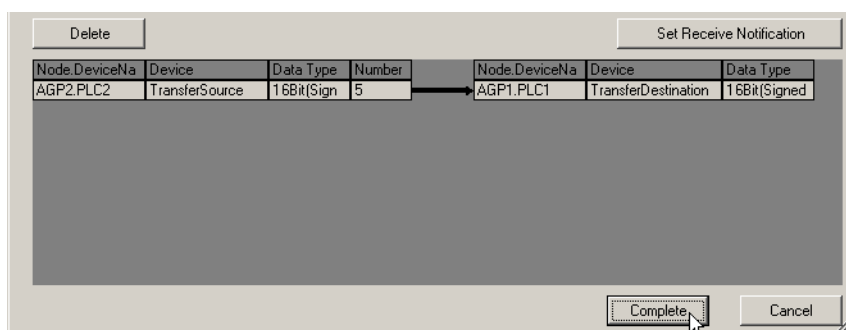 Delete Set Receive Notification
Node.DeviceNa Device Data Type Number Node.DeviceNa Device Data Type
AGP2.PLC2 TransferSource 16Bit(Sign 5 AGP1.PLC1 TransferDestination 16Bit(Signed
Complete Cancel